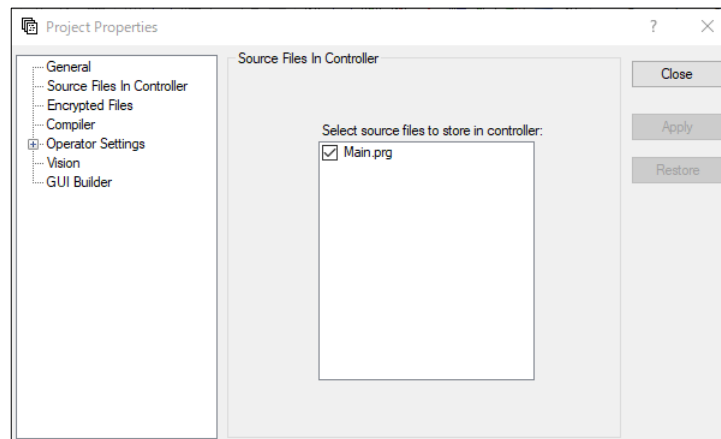 Project Properties
?
General
Source Files In Controller
Encrypted Files
Compiler
Operator Settings
Vision
GUI Builder
Source Files In Controller
Select source files to store in controller:
Main.prg
Close
Apply
Restore